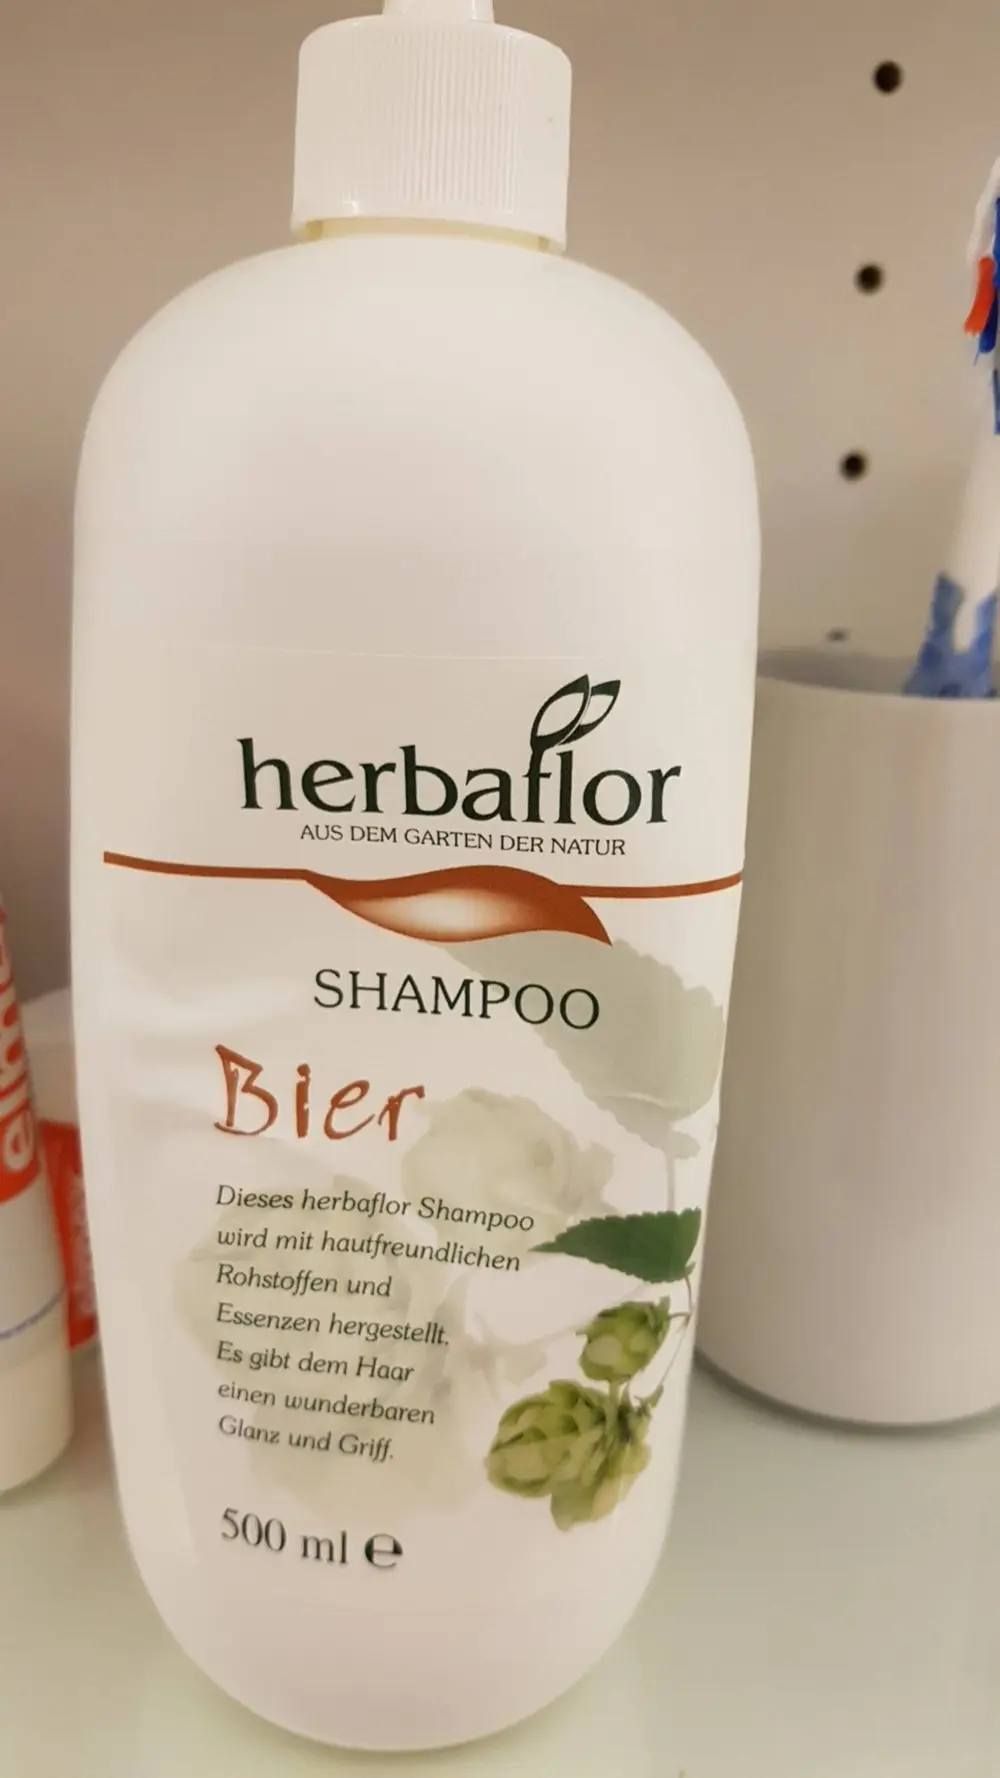 herbaflor
AUS DEM GARTEN DER NATUR
SHAMPOO
Bier
Dieses herbaflor Shampoo
wird mit hautfreundlichen
Rohstoffen und
Essenzen hergestellt.
Es gibt dem Haar
einen wunderbaren
Glanz und Griff.
500 ml ℮